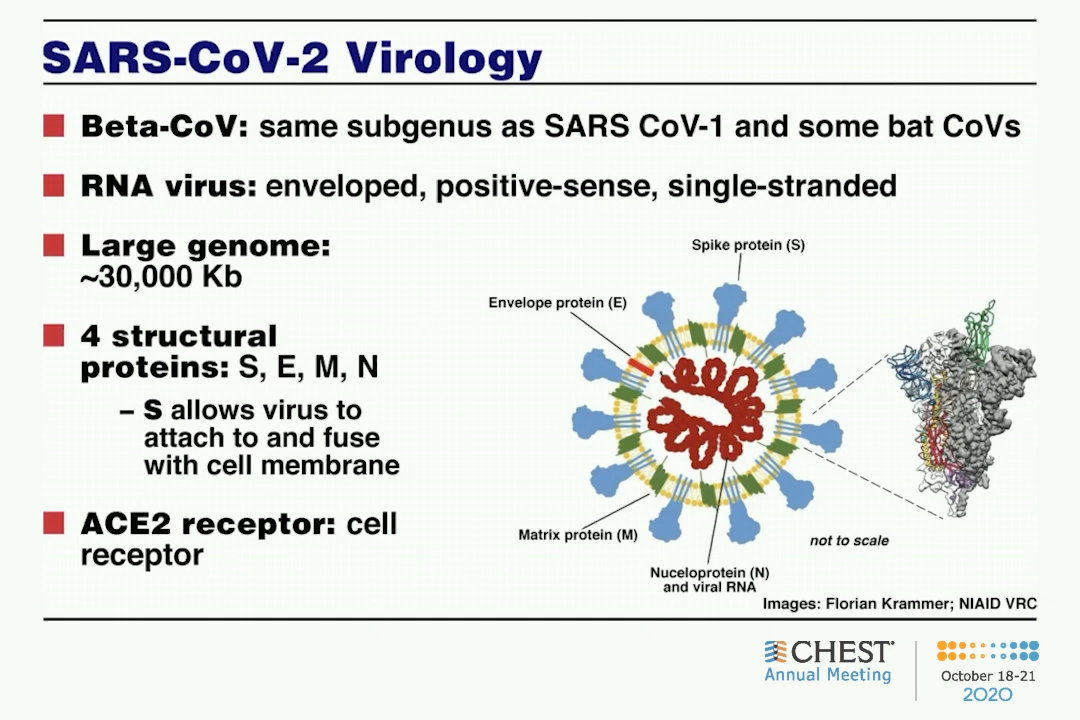 SARS-CoV-2 Virology
■ Beta-CoV: same subgenus as SARS CoV-1 and some bat CoVs
■ RNA virus: enveloped, positive-sense, single-stranded
■ Large genome:
~30,000 Kb
■ 4 structural
proteins: S, E, M, N
– S allows virus to
attach to and fuse
with cell membrane
■ ACE2 receptor: cell
receptor
Spike protein (S)
Envelope protein (E)
Matrix protein (M)
Nuceloprotein (N)
and viral RNA
not to scale
Images: Florian Krammer; NIAID VRC
CHEST
Annual Meeting
October 18-21
2020